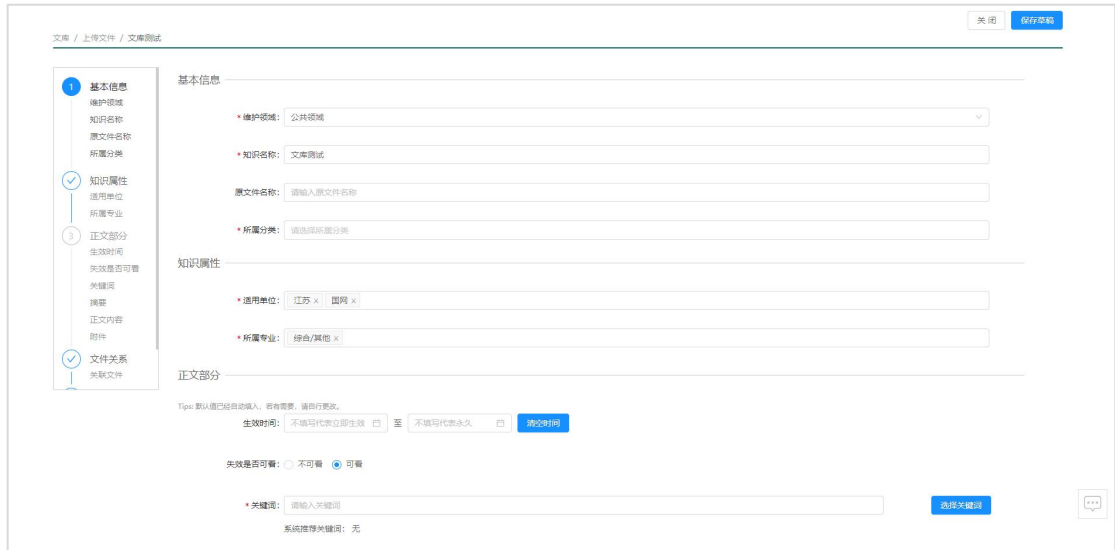 关 闭
保存草稿
文库 / 上传文件 / 文库测试
1 基本信息
维护领域
知识名称
原文件名称
所属分类
知识属性
适用单位
所属专业
3 正文部分
生效时间
失效是否可看
关键词
摘要
正文内容
附件
文件关系
关联文件
基本信息
* 维护领域: 公共领域
* 知识名称: 文库测试
原文件名称: 请输入原文件名称
* 所属分类: 请选择所属分类
知识属性
* 适用单位: 江苏 × 国网 ×
* 所属专业: 综合/其他 ×
正文部分
Tips: 默认值已经自动填入，若有需要，请自行更改。
生效时间: 不填写代表立即生效 至 不填写代表永久 清空时间
失效是否可看: 不可看 可看
* 关键词: 请输入关键词 选择关键词
系统推荐关键词: 无